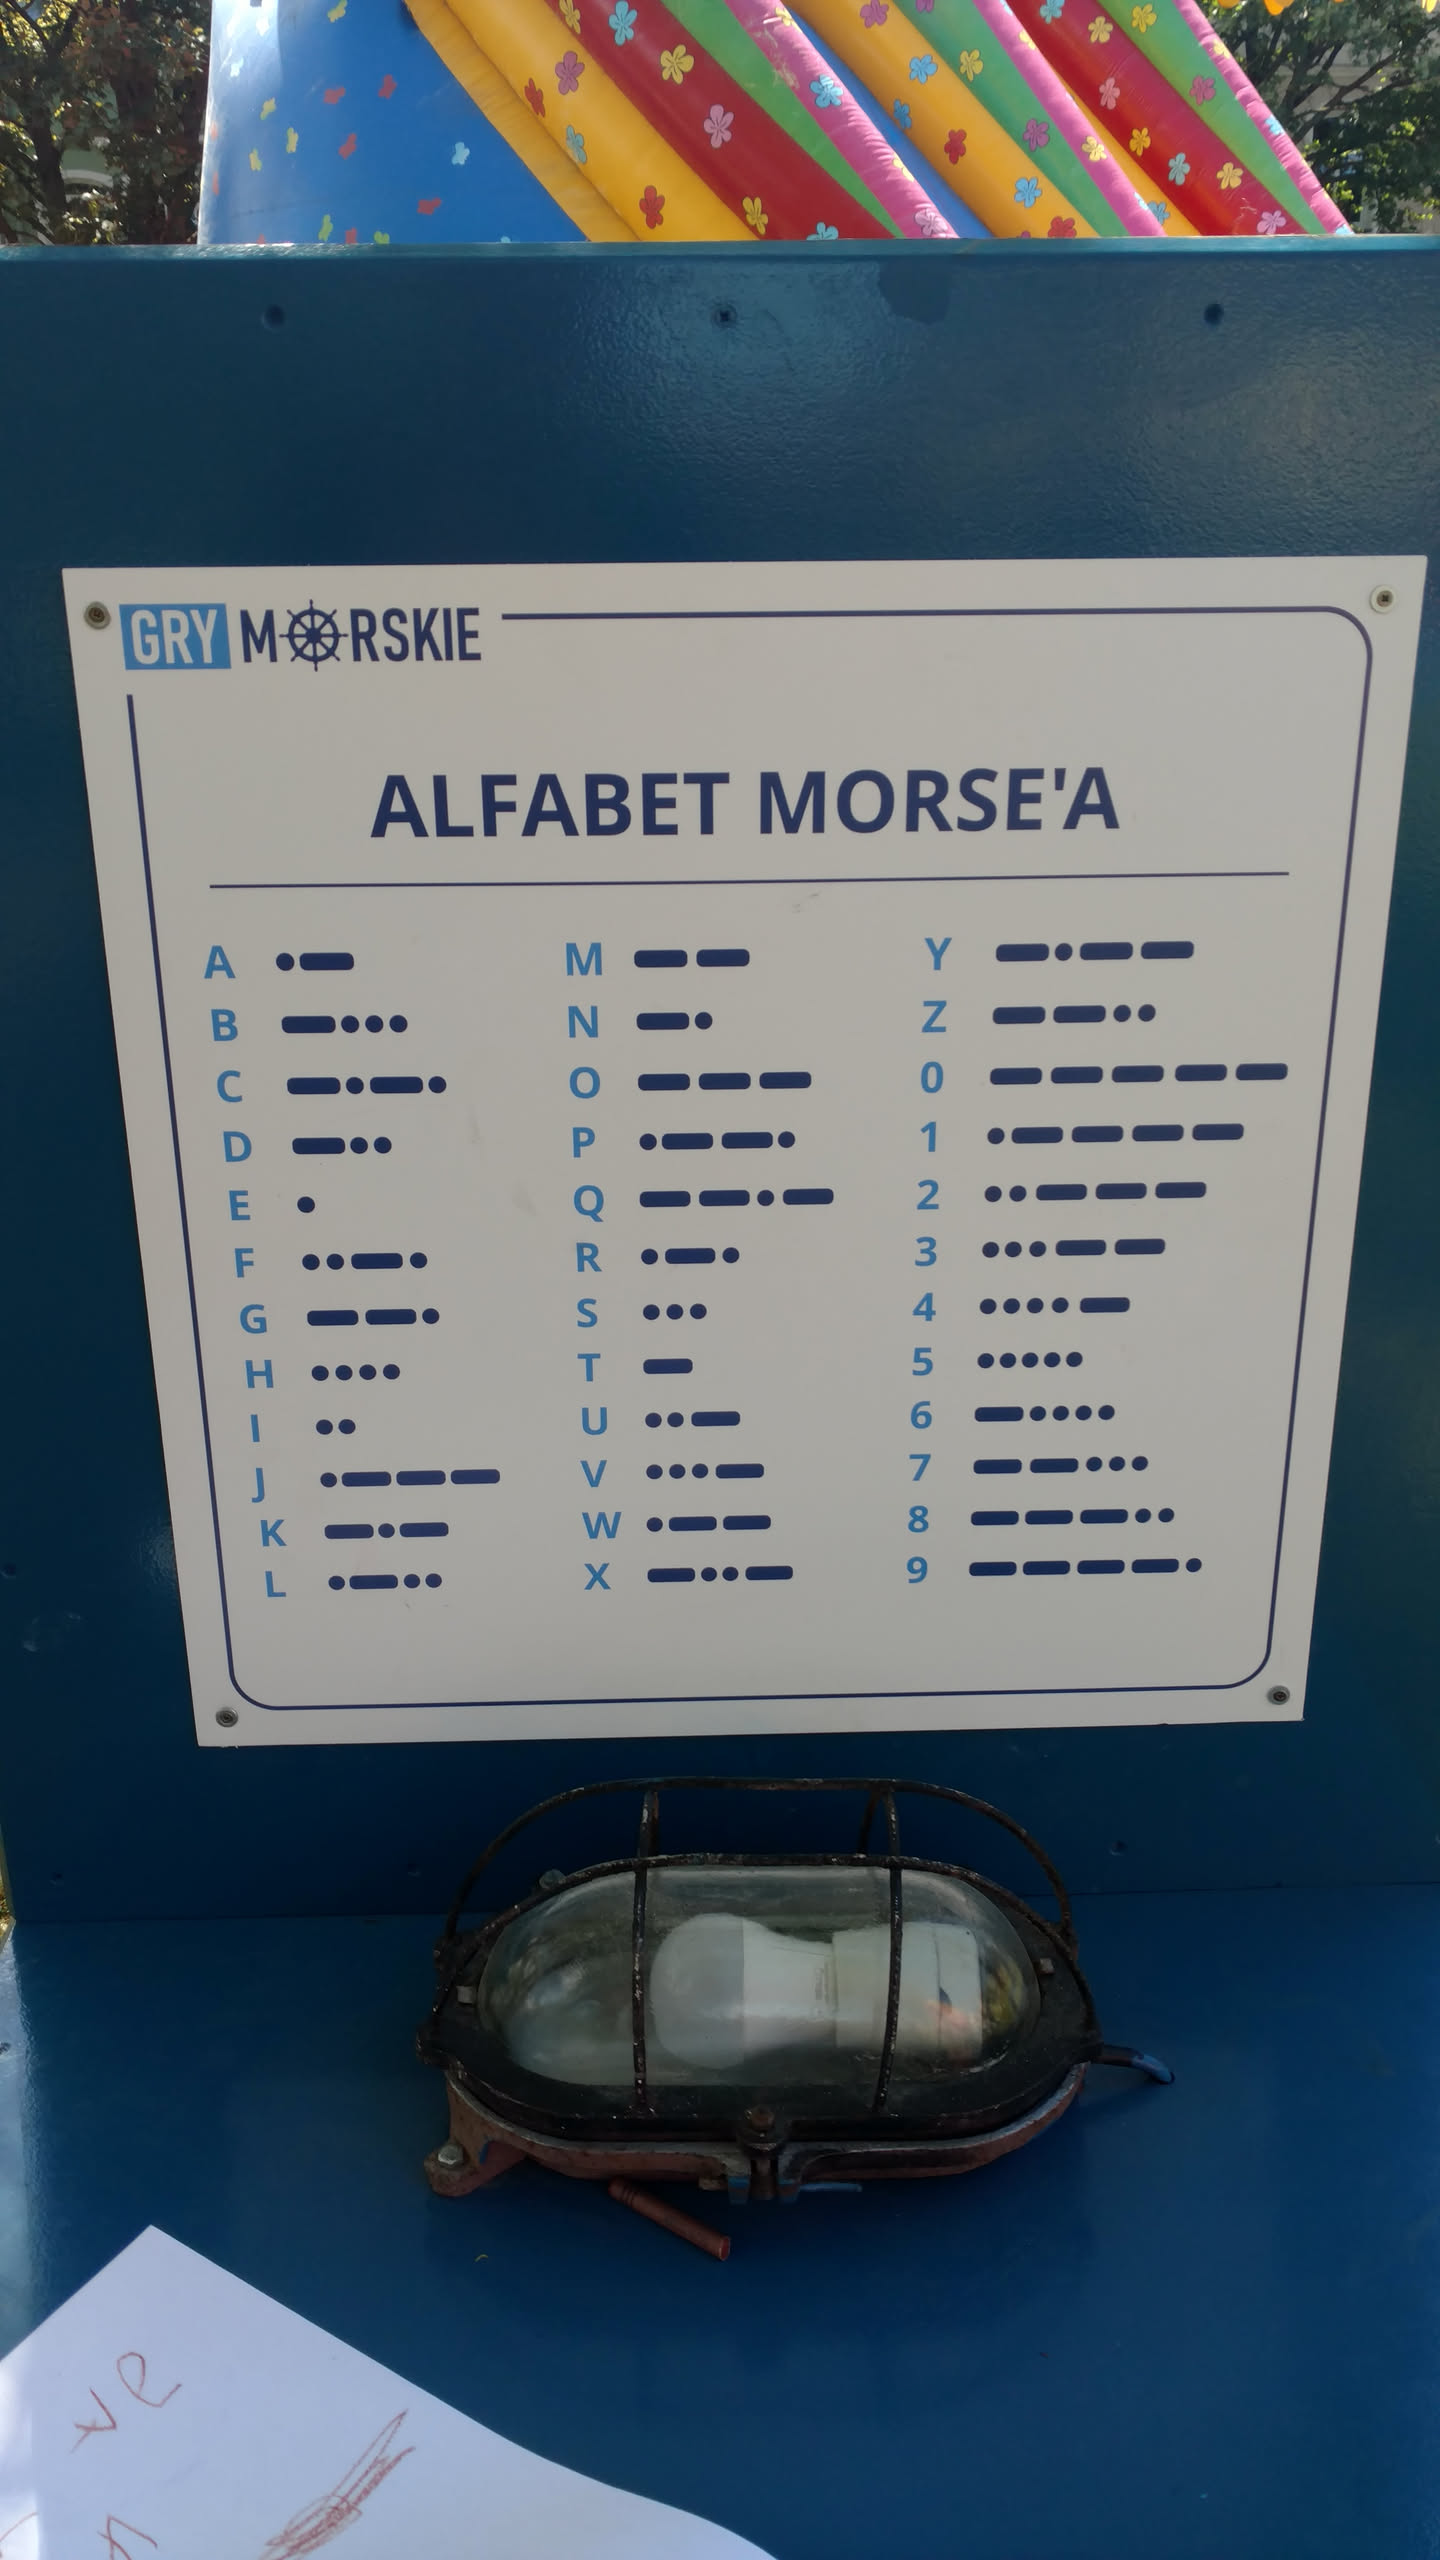 GRY MORSKIE
ALFABET MORSE'A
A •−
B −•••
C −•−•
D −••
E •
F ••−•
G −−•
H ••••
I ••
J •−−−
K −•−
L •−••
M −−
N −•
O −−−
P •−−•
Q −−•−
R •−•
S •••
T −
U ••−
V •••−
W •−−
X −••−
Y −•−−
Z −−••
0 −−−−−
1 •−−−−
2 ••−−−
3 •••−−
4 ••••−
5 •••••
6 −••••
7 −−•••
8 −−−••
9 −−−−•